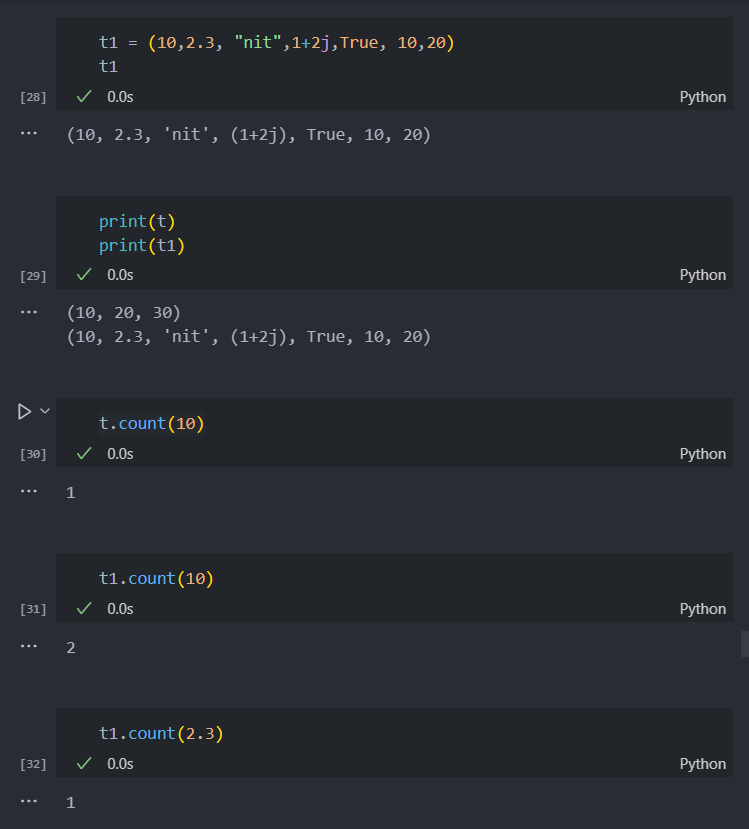 t1 = (10,2.3, "nit",1+2j,True, 10,20)
t1
[28] 0.0s Python
(10, 2.3, 'nit', (1+2j), True, 10, 20)
print(t)
print(t1)
[29] 0.0s Python
(10, 20, 30)
(10, 2.3, 'nit', (1+2j), True, 10, 20)
t.count(10)
[30] 0.0s Python
1
t1.count(10)
[31] 0.0s Python
2
t1.count(2.3)
[32] 0.0s Python
1